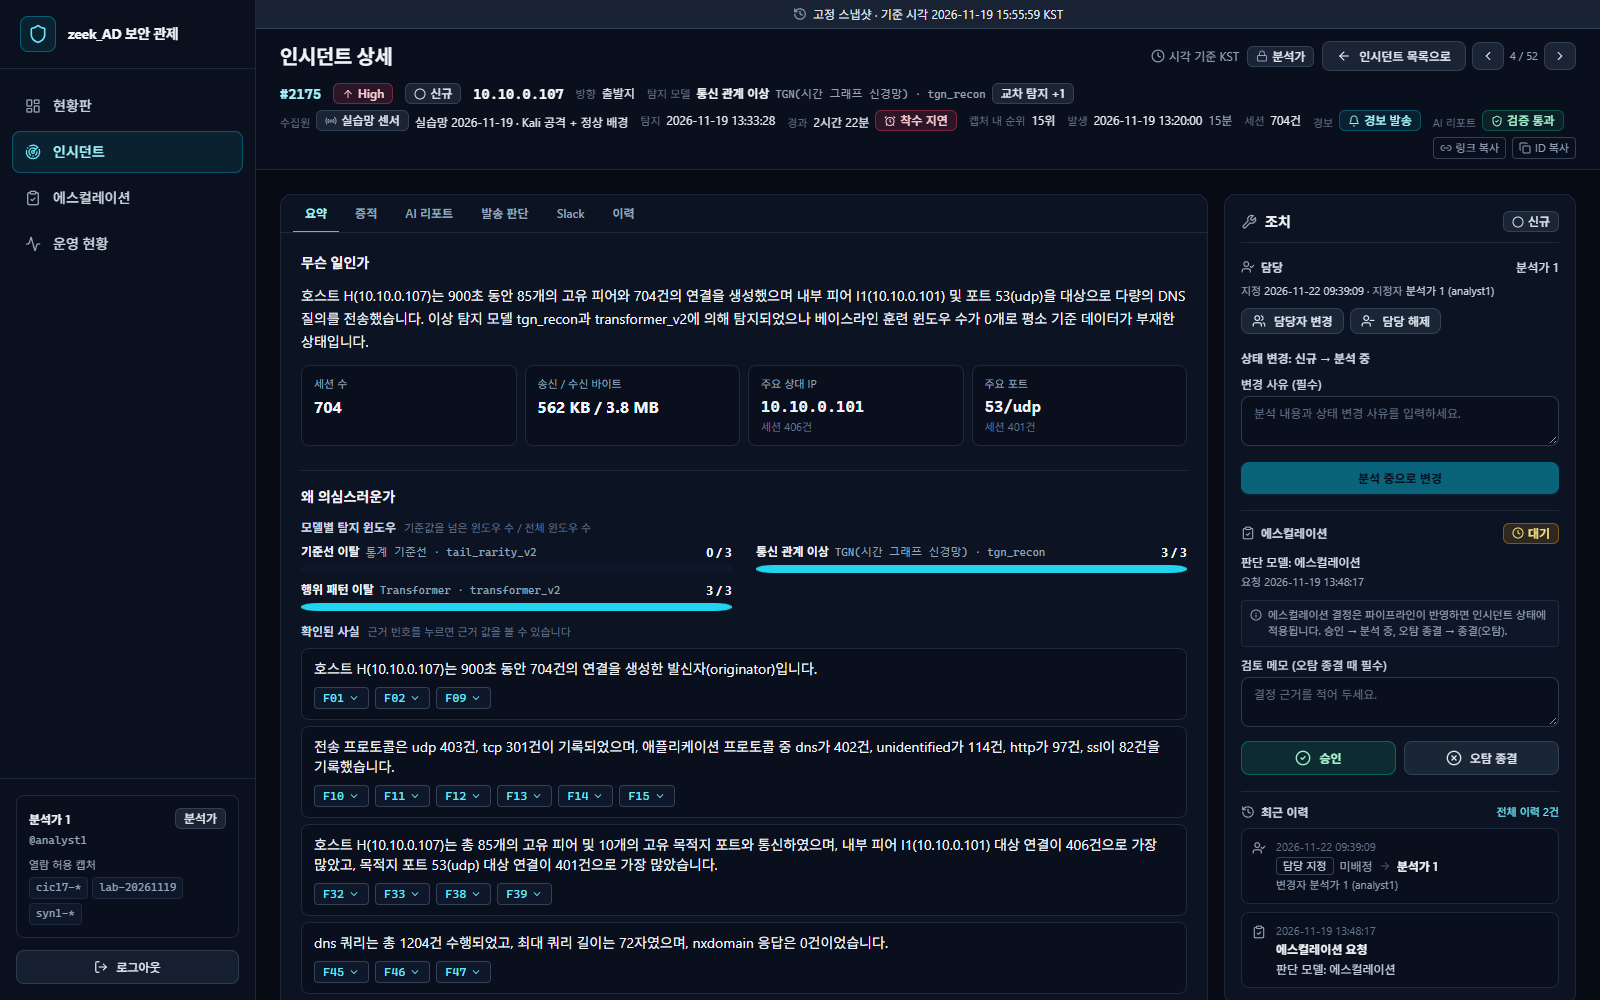 고정 스냅샷 · 기준 시각 2026-11-19 15:55:59 KST
zeek_AD 보안 관제
현황판
인시던트
에스컬레이션
운영 현황
분석가 1
분석가
@analyst1
열람 허용 캡처
cic17-*
lab-20261119
syn1-*
로그아웃
인시던트 상세
시각 기준 KST
분석가
인시던트 목록으로
4 / 52
#2175
High
신규
10.10.0.107
방향 출발지
탐지 모델 통신 관계 이상 TGN(시간 그래프 신경망) · tgn_recon
교차 탐지 +1
수집원
실습망 센서
실습망 2026-11-19 · Kali 공격 + 정상 배경
탐지 2026-11-19 13:33:28
경과 2시간 22분
착수 지연
캡처 내 순위 15위
발생 2026-11-19 13:20:00 15분
세션 704건
경보
경보 발송
AI 리포트
검증 통과
링크 복사
ID 복사
요약
증적
AI 리포트
발송 판단
Slack
이력
무슨 일인가
호스트 H(10.10.0.107)는 900초 동안 85개의 고유 피어와 704건의 연결을 생성했으며 내부 피어 I1(10.10.0.101) 및 포트 53(udp)을 대상으로 다량의 DNS
질의를 전송했습니다. 이상 탐지 모델 tgn_recon과 transformer_v2에 의해 탐지되었으나 베이스라인 훈련 윈도우 수가 0개로 평소 기준 데이터가 부재한
상태입니다.
세션 수
704
송신 / 수신 바이트
562 KB / 3.8 MB
주요 상대 IP
10.10.0.101
세션 406건
주요 포트
53/udp
세션 401건
왜 의심스러운가
모델별 탐지 윈도우 기준값을 넘은 윈도우 수 / 전체 윈도우 수
기준선 이탈 통계 기준선 · tail_rarity_v2
0 / 3
통신 관계 이상 TGN(시간 그래프 신경망) · tgn_recon
3 / 3
행위 패턴 이탈 Transformer · transformer_v2
3 / 3
확인된 사실 근거 번호를 누르면 근거 값을 볼 수 있습니다
호스트 H(10.10.0.107)는 900초 동안 704건의 연결을 생성한 발신자(originator)입니다.
F01
F02
F09
전송 프로토콜은 udp 403건, tcp 301건이 기록되었으며, 애플리케이션 프로토콜 중 dns가 402건, unidentified가 114건, http가 97건, ssl이 82건을
기록했습니다.
F10
F11
F12
F13
F14
F15
호스트 H(10.10.0.107)는 총 85개의 고유 피어 및 10개의 고유 목적지 포트와 통신하였으며, 내부 피어 I1(10.10.0.101) 대상 연결이 406건으로 가장
많았고, 목적지 포트 53(udp) 대상 연결이 401건으로 가장 많았습니다.
F32
F33
F38
F39
dns 쿼리는 총 1204건 수행되었고, 최대 쿼리 길이는 72자였으며, nxdomain 응답은 0건이었습니다.
F45
F46
F47
조치
신규
담당
분석가 1
지정 2026-11-22 09:39:09 · 지정자 분석가 1 (analyst1)
담당자 변경
담당 해제
상태 변경: 신규 → 분석 중
변경 사유 (필수)
분석 내용과 상태 변경 사유를 입력하세요.
분석 중으로 변경
에스컬레이션
대기
판단 모델: 에스컬레이션
요청 2026-11-19 13:48:17
에스컬레이션 결정은 파이프라인이 반영하면 인시던트 상태에
적용됩니다. 승인 → 분석 중, 오탐 종결 → 종결(오탐).
검토 메모 (오탐 종결 때 필수)
결정 근거를 적어 두세요.
승인
오탐 종결
최근 이력
전체 이력 2건
2026-11-22 09:39:09
담당 지정 미배정 → 분석가 1
변경자 분석가 1 (analyst1)
2026-11-19 13:48:17
에스컬레이션 요청
판단 모델: 에스컬레이션